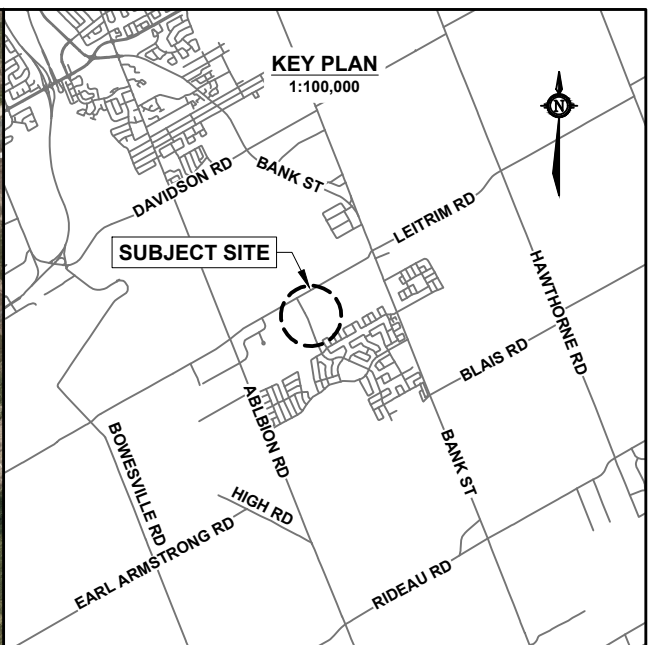 KEY PLAN
1:100,000
N
DAVIDSON RD
BANK ST
LEITRIM RD
SUBJECT SITE
HAWTHORNE RD
BLAIS RD
ABLBION RD
BANK ST
BOWESVILLE RD
HIGH RD
EARL ARMSTRONG RD
RIDEAU RD